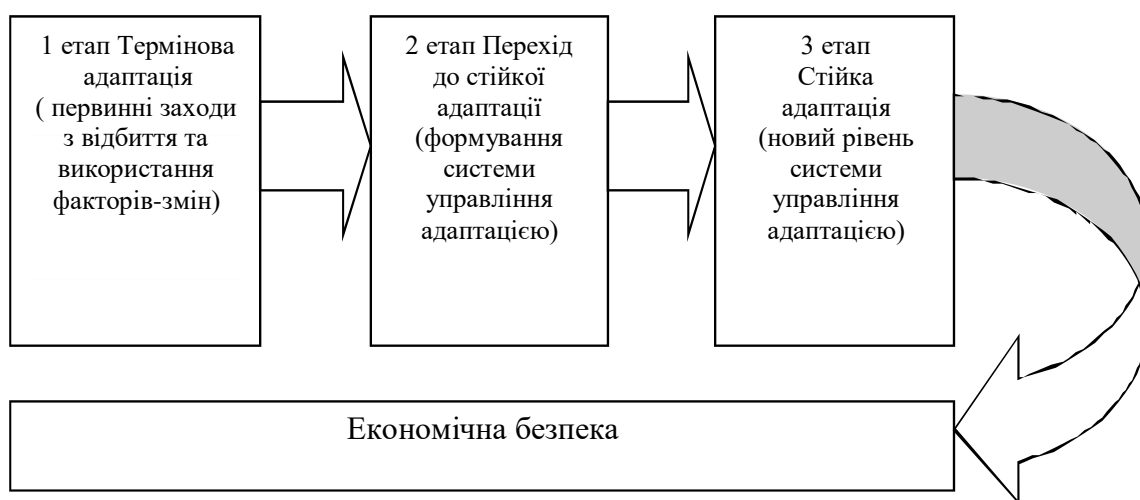 1 етап Термінова
адаптація
( первинні заходи
з відбиття та
використання
факторів-змін)
2 етап Перехід
до стійкої
адаптації
(формування
системи
управління
адаптацією)
3 етап
Стійка
адаптація
(новий рівень
системи
управління
адаптацією)
Економічна безпека